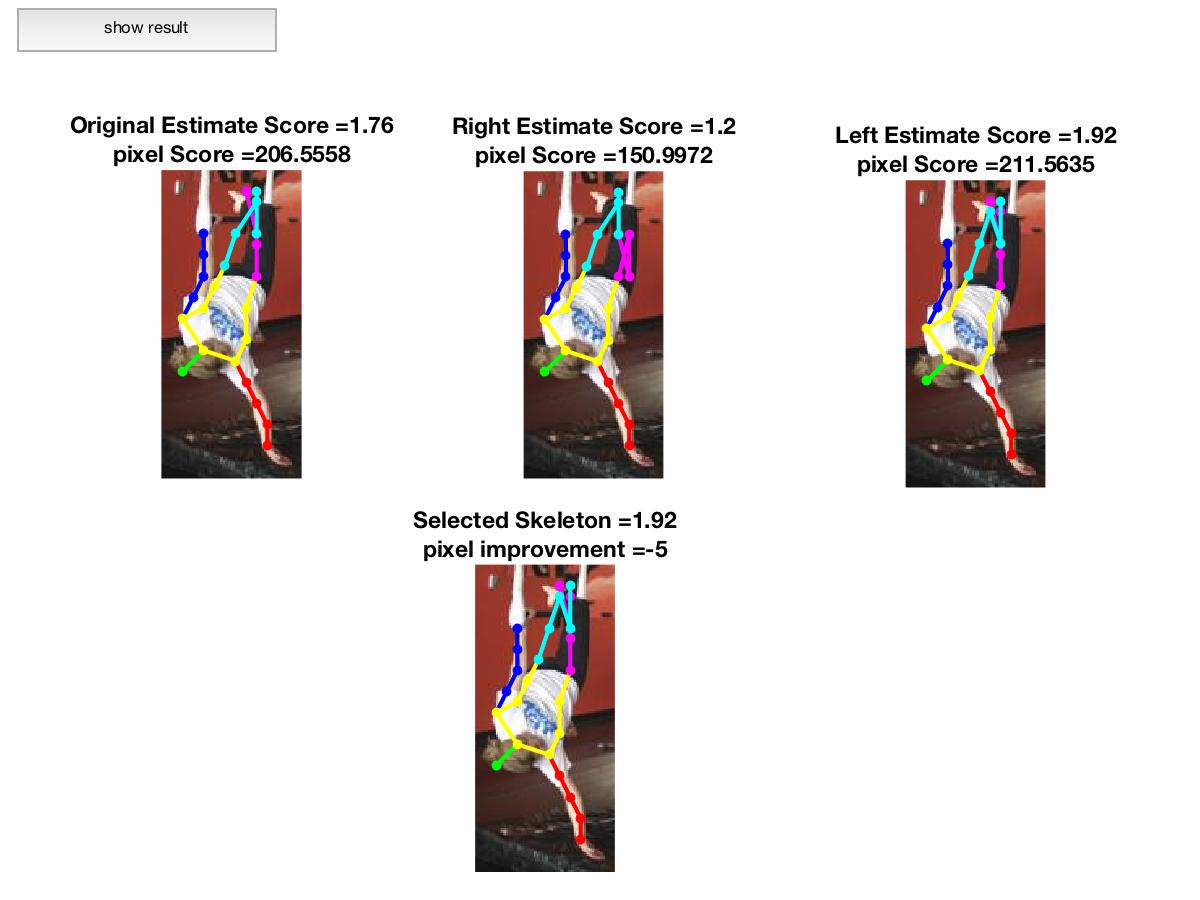 show result
Original Estimate Score =1.76
pixel Score =206.5558
Right Estimate Score =1.2
pixel Score =150.9972
Left Estimate Score =1.92
pixel Score =211.5635
Selected Skeleton =1.92
pixel improvement =-5